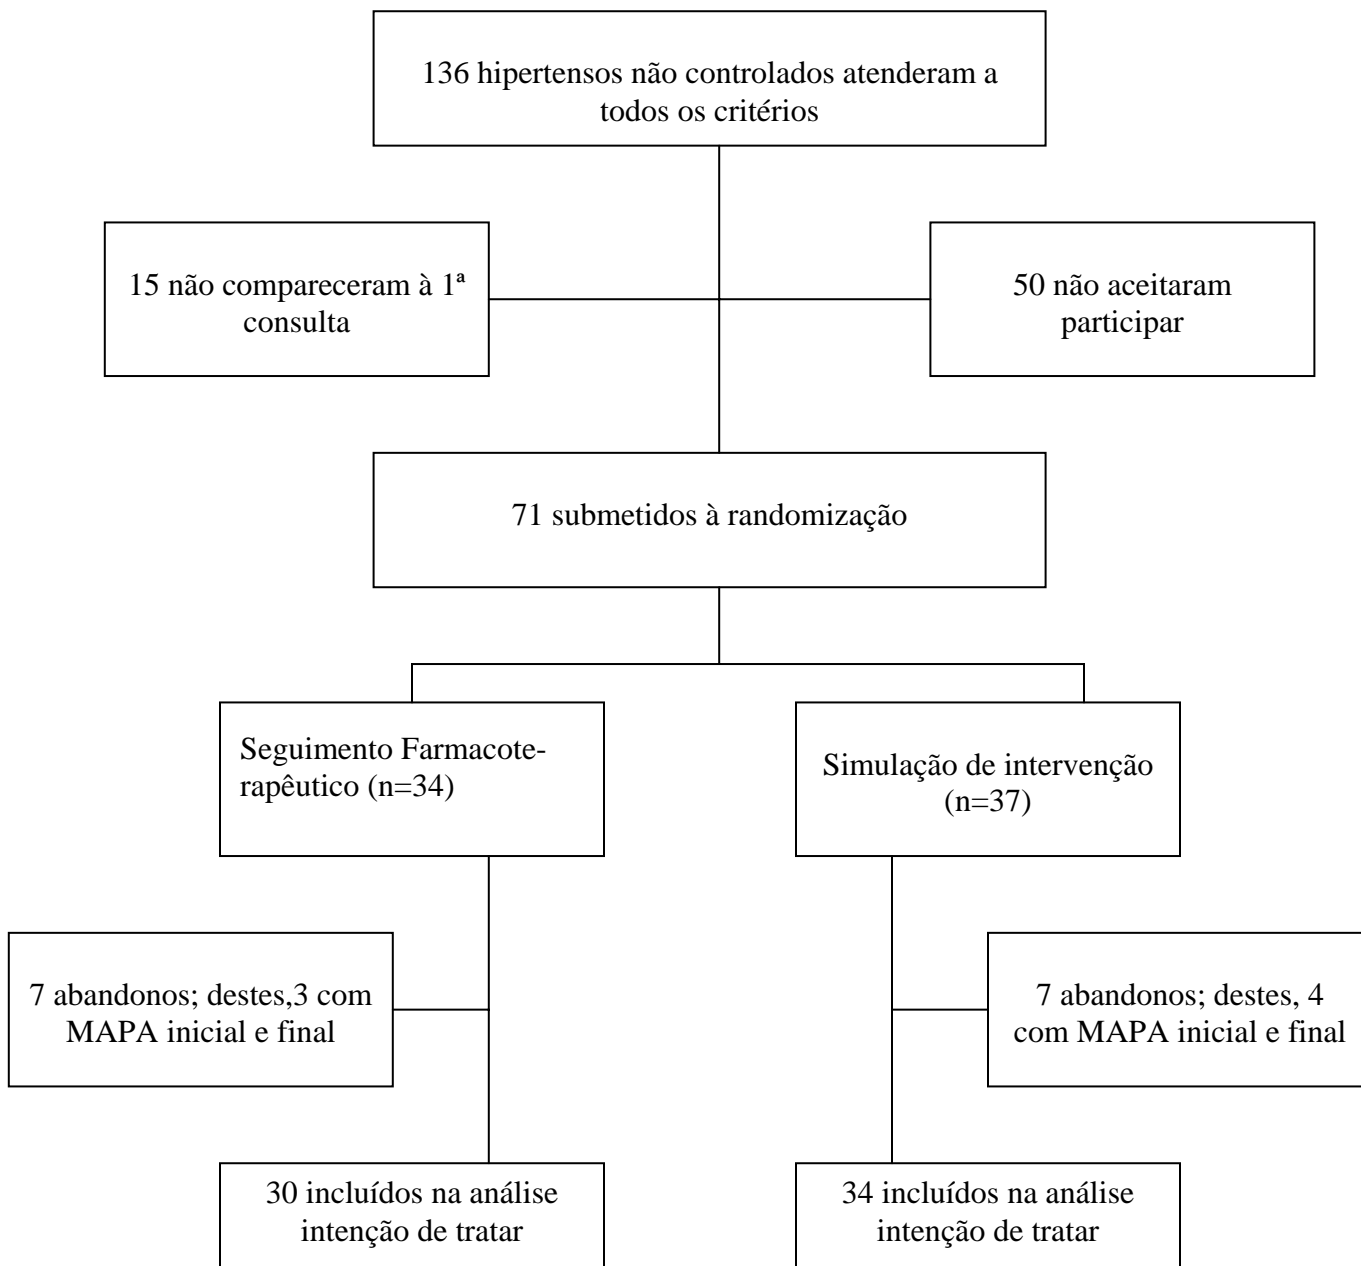 136 hipertensos não controlados atenderam a
todos os critérios
15 não compareceram à 1ª
consulta
50 não aceitaram
participar
71 submetidos à randomização
Seguimento Farmacote-
rapêutico (n=34)
Simulação de intervenção
(n=37)
7 abandonos; destes,3 com
MAPA inicial e final
7 abandonos; destes, 4
com MAPA inicial e final
30 incluídos na análise
intenção de tratar
34 incluídos na análise
intenção de tratar